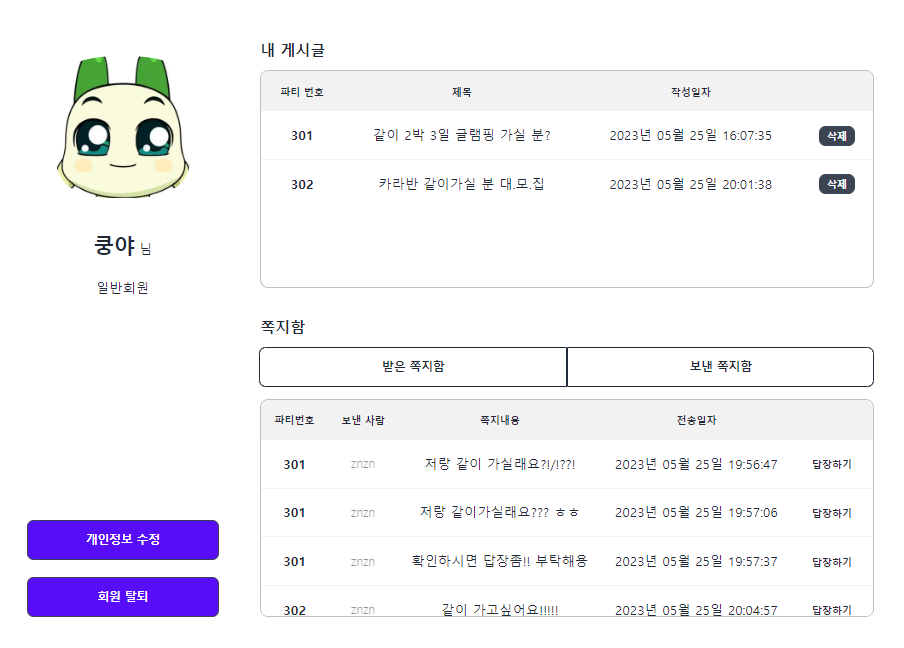 쿵야 님
일반회원
개인정보 수정
회원 탈퇴
내 게시글
파티 번호 제목 작성일자
301 같이 2박 3일 글램핑 가실 분? 2023년 05월 25일 16:07:35 삭제
302 카라반 같이가실 분 대.모.집 2023년 05월 25일 20:01:38 삭제
쪽지함
받은 쪽지함 보낸 쪽지함
파티번호 보낸 사람 쪽지내용 전송일자
301 znzn 저랑 같이 가실래요?!/!??! 2023년 05월 25일 19:56:47 답장하기
301 znzn 저랑 같이가실래요??? ㅎㅎ 2023년 05월 25일 19:57:06 답장하기
301 znzn 확인하시면 답장좀!! 부탁해용 2023년 05월 25일 19:57:37 답장하기
302 znzn 같이 가고싶어요!!!!! 2023년 05월 25일 20:04:57 답장하기